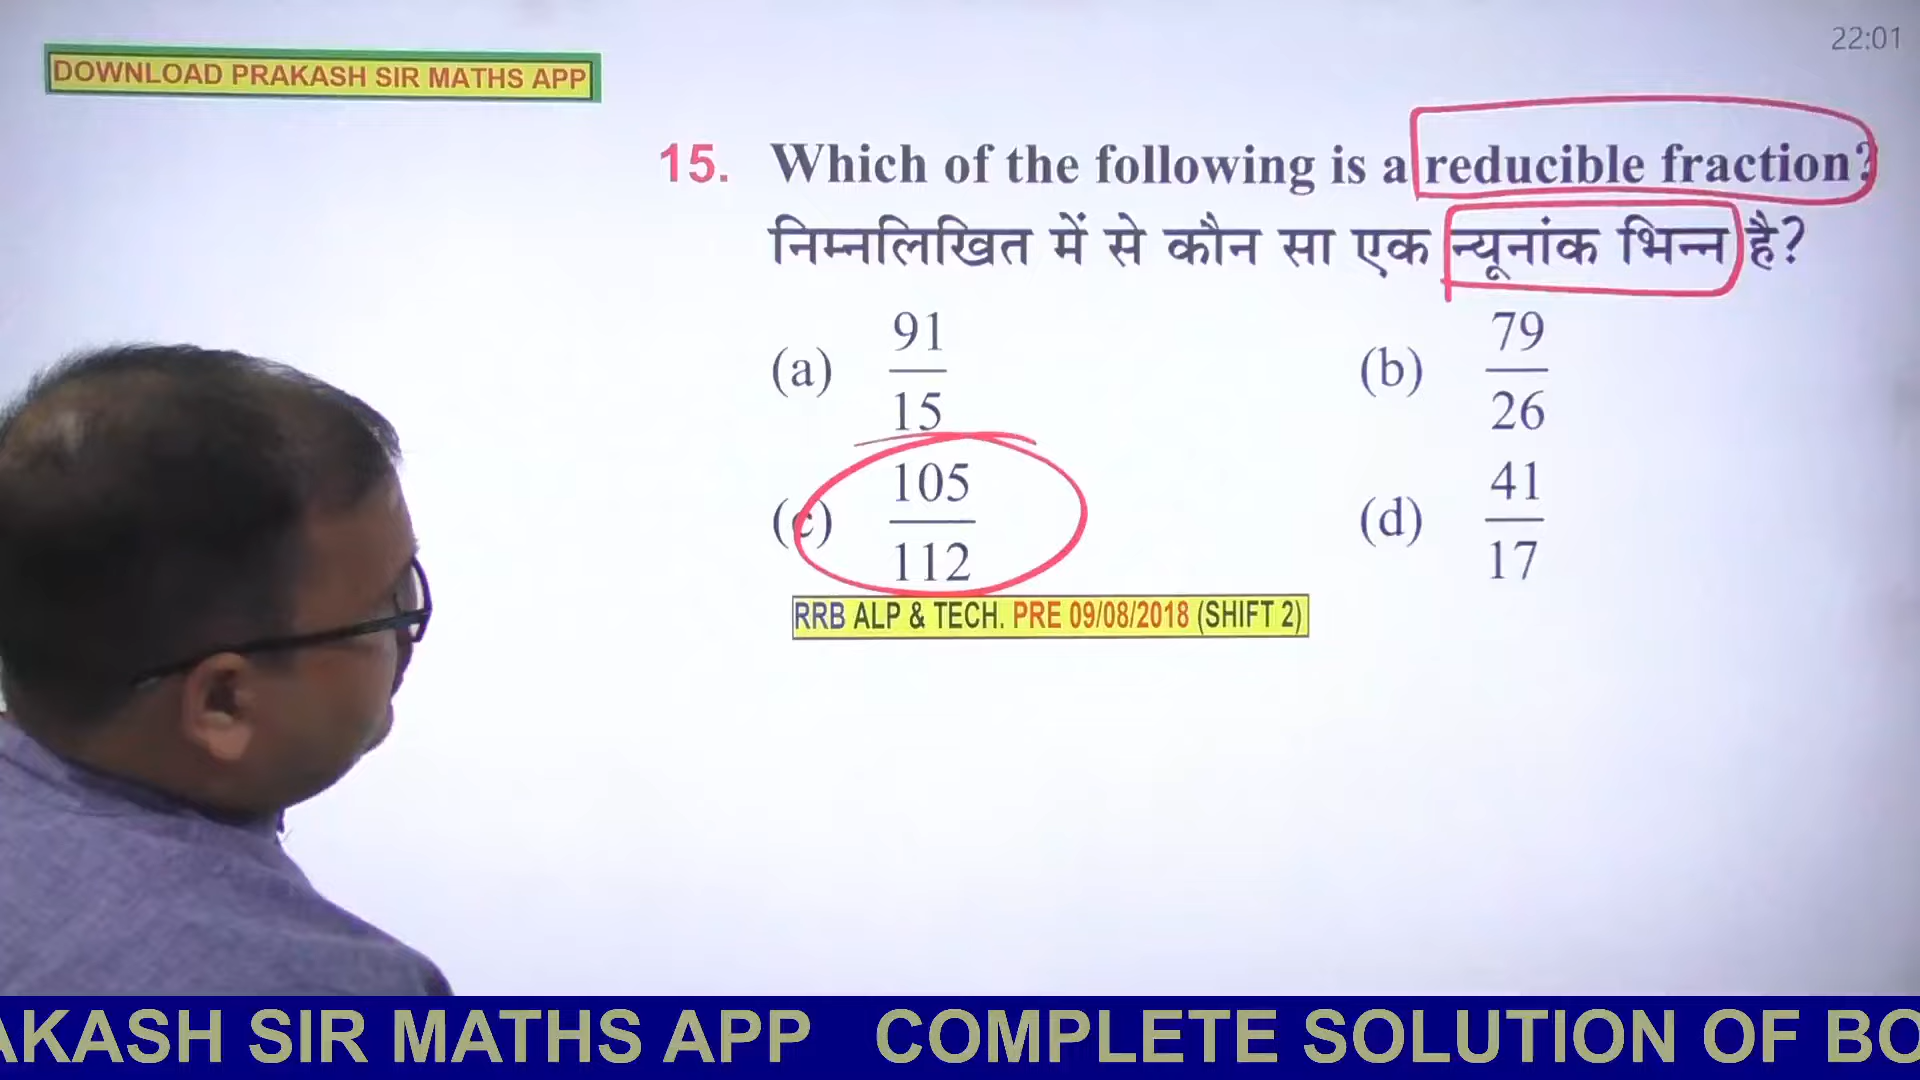 22:01
DOWNLOAD PRAKASH SIR MATHS APP
15. Which of the following is a reducible fraction?
निम्नलिखित में से कौन सा एक न्यूनांक भिन्न है?
(a) 91/15 (b) 79/26
(c) 105/112 (d) 41/17
RRB ALP & TECH. PRE 09/08/2018 (SHIFT 2)
AKASH SIR MATHS APP COMPLETE SOLUTION OF BO